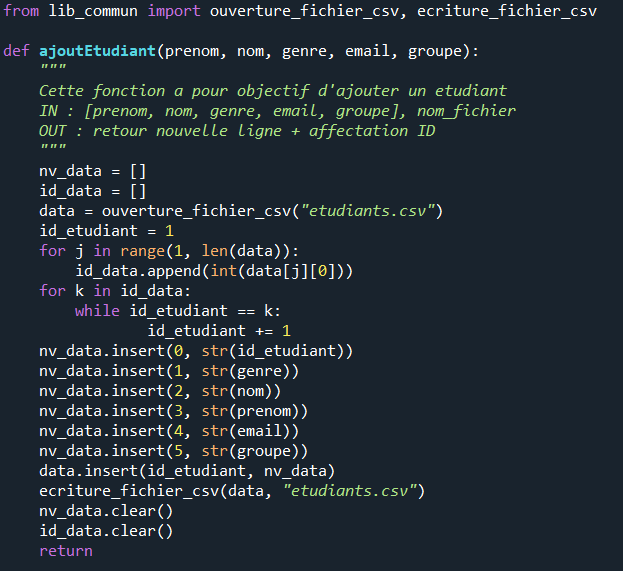 from lib_commun import ouverture_fichier_csv, ecriture_fichier_csv
def ajoutEtudiant(prenom, nom, genre, email, groupe):
"""
Cette fonction a pour objectif d'ajouter un etudiant
IN : [prenom, nom, genre, email, groupe], nom_fichier
OUT : retour nouvelle ligne + affectation ID
"""
nv_data = []
id_data = []
data = ouverture_fichier_csv("etudiants.csv")
id_etudiant = 1
for j in range(1, len(data)):
id_data.append(int(data[j][0]))
for k in id_data:
while id_etudiant == k:
id_etudiant += 1
nv_data.insert(0, str(id_etudiant))
nv_data.insert(1, str(genre))
nv_data.insert(2, str(nom))
nv_data.insert(3, str(prenom))
nv_data.insert(4, str(email))
nv_data.insert(5, str(groupe))
data.insert(id_etudiant, nv_data)
ecriture_fichier_csv(data, "etudiants.csv")
nv_data.clear()
id_data.clear()
return